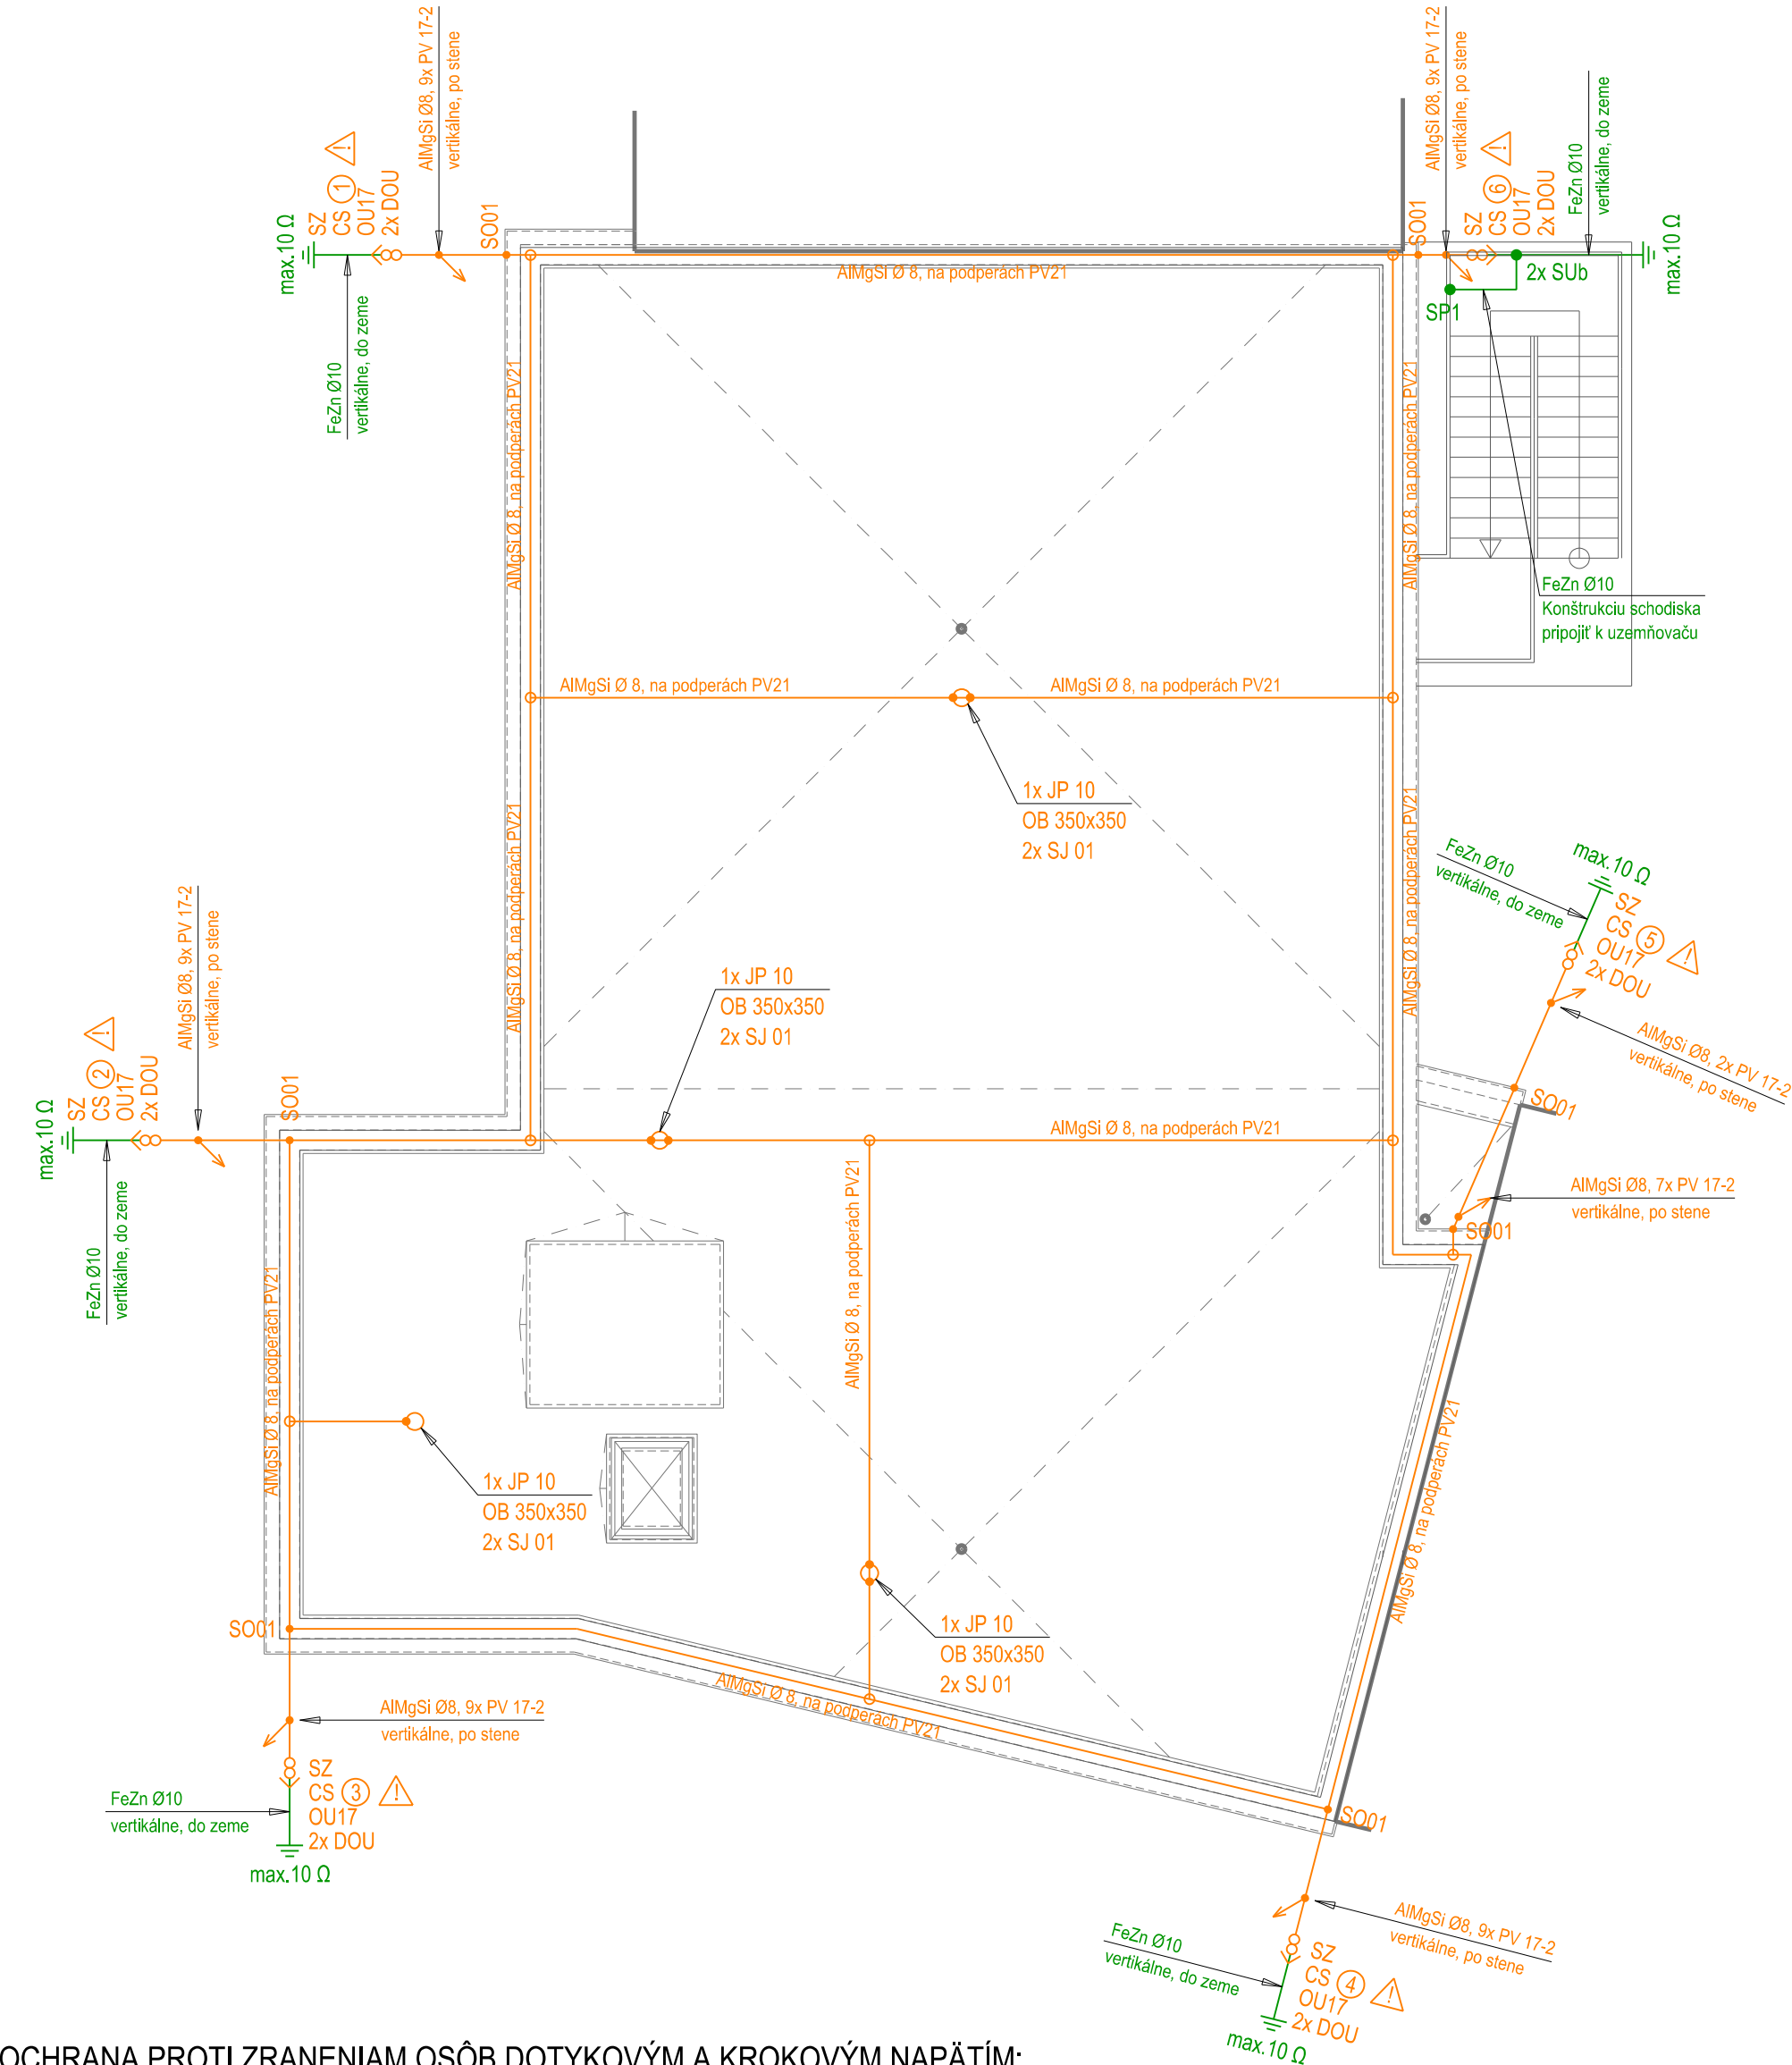 AlMgSi Ø8, 9x PV 17-2
vertikálne, po stene
SZ
CS 1
OU17
2x DOU
max.10 Ω
FeZn Ø10
vertikálne, do zeme
SO01
AlMgSi Ø 8, na podperách PV21
SO01
AlMgSi Ø8, 9x PV 17-2
vertikálne, po stene
SZ
CS 6
OU17
2x DOU
FeZn Ø10
vertikálne, do zeme
max.10 Ω
2x SUb
SP1
AlMgSi Ø 8, na podperách PV21
AlMgSi Ø 8, na podperách PV21
FeZn Ø10
Konštrukciu schodiska
pripojiť k uzemňovaču
AlMgSi Ø 8, na podperách PV21
AlMgSi Ø 8, na podperách PV21
1x JP 10
OB 350x350
2x SJ 01
AlMgSi Ø 8, na podperách PV21
AlMgSi Ø 8, na podperách PV21
FeZn Ø10
vertikálne, do zeme
max.10 Ω
SZ
CS 5
OU17
2x DOU
AlMgSi Ø8, 2x PV 17-2
vertikálne, po stene
SO01
AlMgSi Ø8, 9x PV 17-2
vertikálne, po stene
1x JP 10
OB 350x350
2x SJ 01
SZ
CS 2
OU17
2x DOU
max.10 Ω
FeZn Ø10
vertikálne, do zeme
SO01
AlMgSi Ø 8, na podperách PV21
AlMgSi Ø8, 7x PV 17-2
vertikálne, po stene
SO01
AlMgSi Ø 8, na podperách PV21
AlMgSi Ø 8, na podperách PV21
AlMgSi Ø 8, na podperách PV21
1x JP 10
OB 350x350
2x SJ 01
SO01
1x JP 10
OB 350x350
2x SJ 01
AlMgSi Ø 8, na podperách PV21
AlMgSi Ø8, 9x PV 17-2
vertikálne, po stene
SZ
CS 3
OU17
2x DOU
FeZn Ø10
vertikálne, do zeme
max.10 Ω
SO01
AlMgSi Ø8, 9x PV 17-2
vertikálne, po stene
FeZn Ø10
vertikálne, do zeme
SZ
CS 4
OU17
2x DOU
max.10 Ω
OCHRANA PROTI ZRANENIAM OSÔB DOTYKOVÝM A KROKOVÝM NAPÄTÍM: